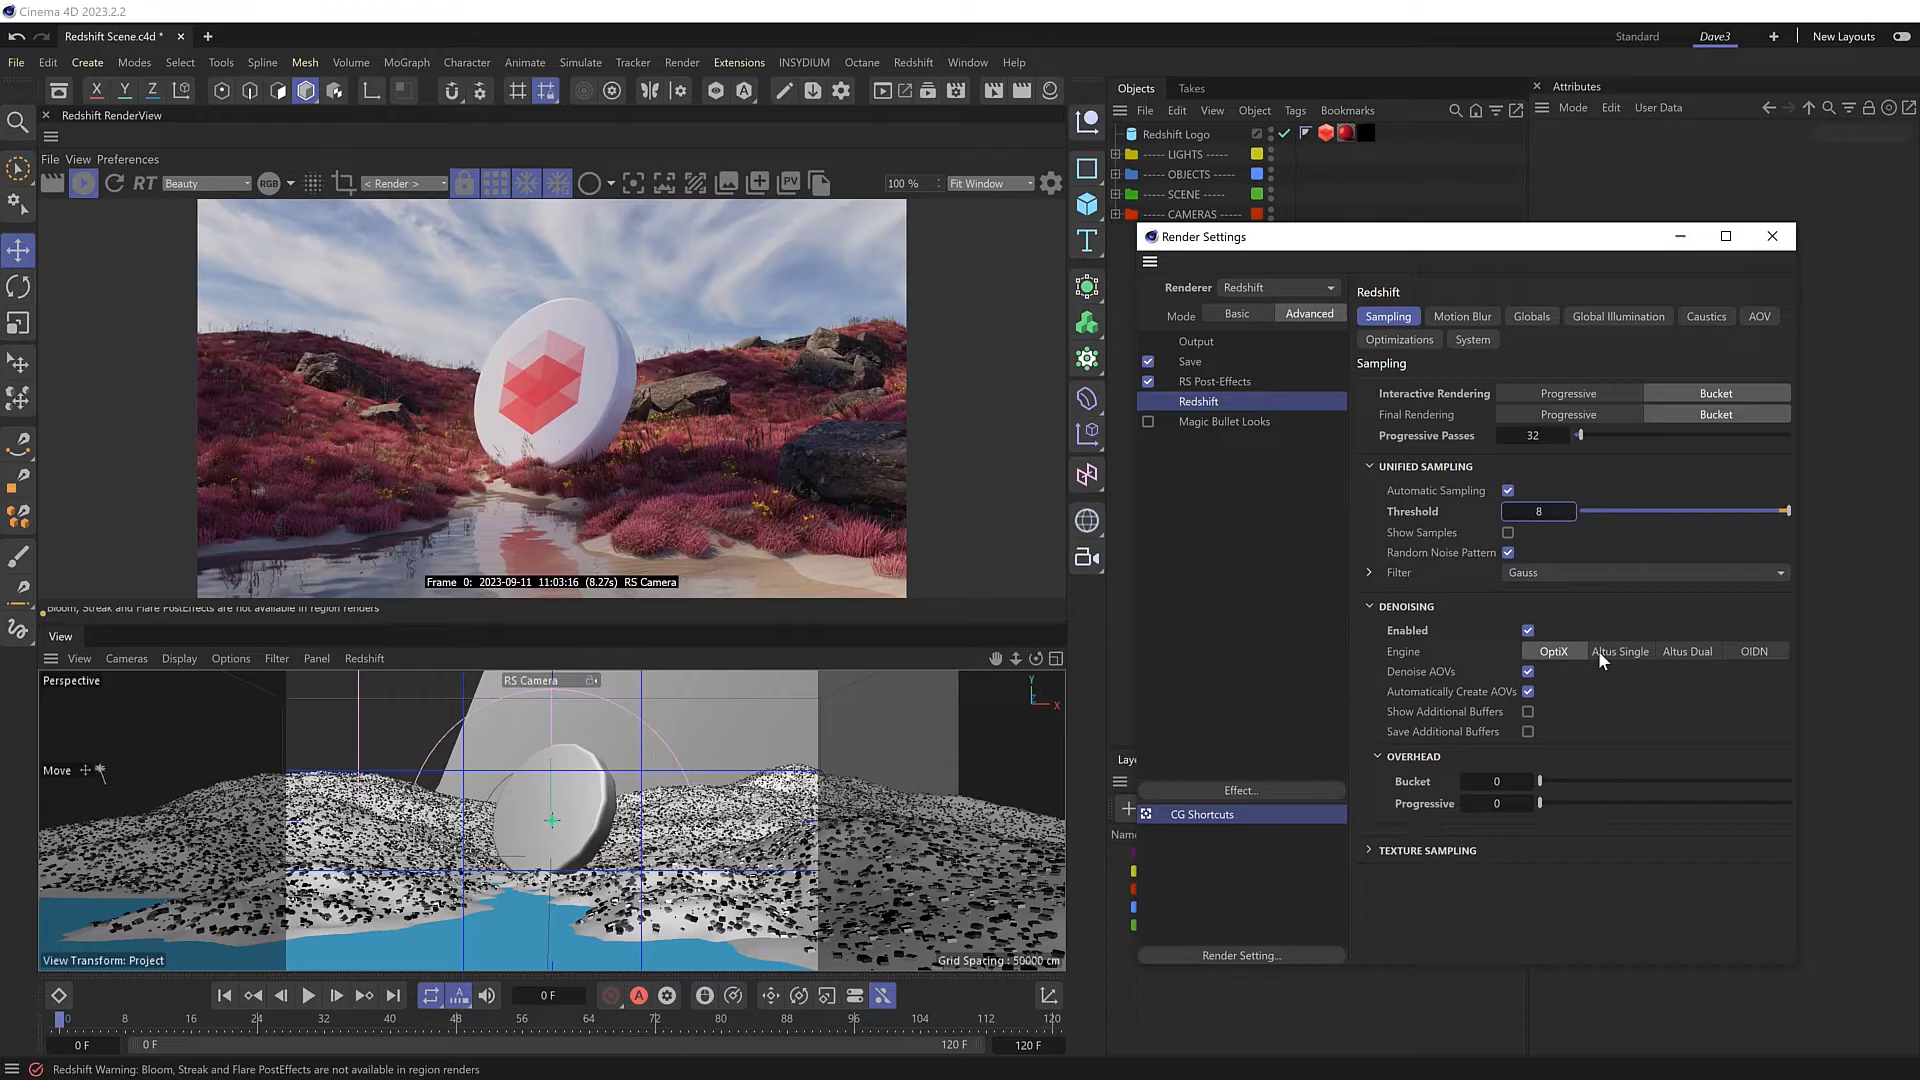 Cinema 4D 2023.2.2
Redshift Scene.c4d *
Standard Dave3 New Layouts
File Edit Create Modes Select Tools Spline Mesh Volume MoGraph Character Animate Simulate Tracker Render Extensions INSYDIUM Octane Redshift Window Help
X Y Z
Redshift RenderView
File View Preferences
RT Beauty RGB < Render > PV 100 % Fit Window
Frame 0: 2023-09-11 11:03:16 (8.27s) RS Camera
Bloom, Streak and Flare PostEffects are not available in region renders
View
View Cameras Display Options Filter Panel Redshift
Perspective
RS Camera
Y
X
Move
View Transform: Project
Grid Spacing : 50000 cm
0 F
0 8 16 24 32 40 48 56 64 72 80 88 96 104 112 120
0 F 0 F 120 F 120 F
Redshift Warning: Bloom, Streak and Flare PostEffects are not available in region renders
Objects Takes
File Edit View Object Tags Bookmarks
Redshift Logo
----- LIGHTS -----
----- OBJECTS -----
----- SCENE -----
----- CAMERAS -----
Attributes
Mode Edit User Data
Laye
Name
Render Settings
Renderer Redshift
Mode Basic Advanced
Output
Save
RS Post-Effects
Redshift
Magic Bullet Looks
Effect...
CG Shortcuts
Render Setting...
Redshift
Sampling Motion Blur Globals Global Illumination Caustics AOV
Optimizations System
Sampling
Interactive Rendering Progressive Bucket
Final Rendering Progressive Bucket
Progressive Passes 32
UNIFIED SAMPLING
Automatic Sampling
Threshold 8
Show Samples
Random Noise Pattern
Filter Gauss
DENOISING
Enabled
Engine OptiX Altus Single Altus Dual OIDN
Denoise AOVs
Automatically Create AOVs
Show Additional Buffers
Save Additional Buffers
OVERHEAD
Bucket 0
Progressive 0
TEXTURE SAMPLING